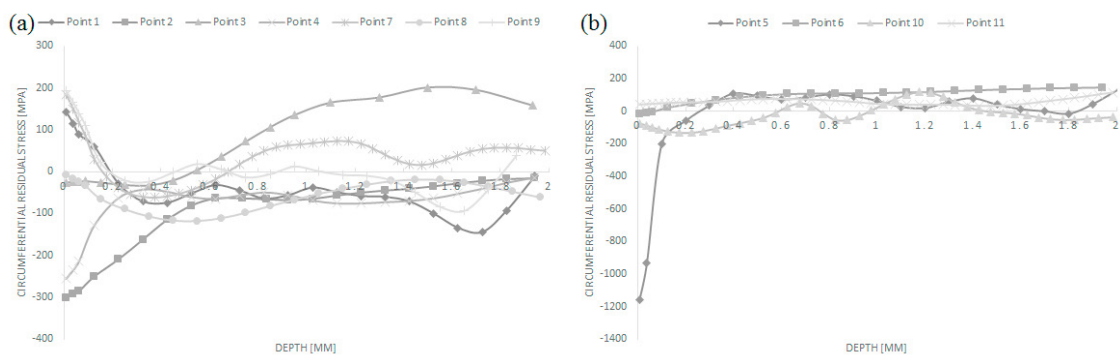 (a)
Point 1 Point 2 Point 3 Point 4 Point 7 Point 8 Point 9
300
200
100
0
-100
-200
-300
-400
0 0.2 0.4 0.6 0.8 1 1.2 1.4 1.6 1.8 2
CIRCUMFERENTIAL RESIDUAL STRESS [MPA]
DEPTH [MM]
(b)
Point 5 Point 6 Point 10 Point 11
400
200
0
-200
-400
-600
-800
-1000
-1200
-1400
0 0.2 0.4 0.6 0.8 1 1.2 1.4 1.6 1.8 2
CIRCUMFERENTIAL RESIDUAL STRESS [MPA]
DEPTH [MM]